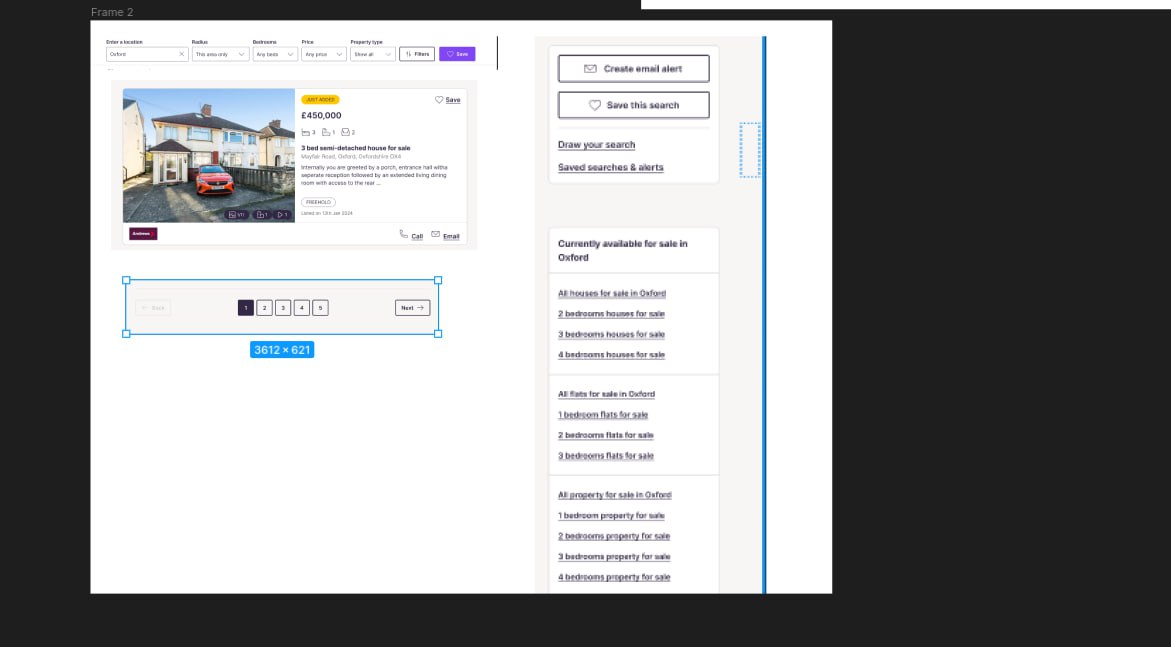 Frame 2
Enter a location
Radius
Bedrooms
Price
Property type
Oxford
This area only
Any beds
Any price
Show all
Filters
Save
JUST ADDED
Save
£450,000
3 1 2
3 bed semi-detached house for sale
Mayfair Road, Oxford, Oxfordshire OX4
Internally you are greeted by a porch, entrance hall witha
seperate reception followed by an extended living dining
room with access to the rear ...
FREEHOLD
Listed on 13th Jan 2024
1/11 1 1
Andrews
Call
Email
Back
1 2 3 4 5
Next
3612 × 621
Create email alert
Save this search
Draw your search
Saved searches & alerts
Currently available for sale in
Oxford
All houses for sale in Oxford
2 bedrooms houses for sale
3 bedrooms houses for sale
4 bedrooms houses for sale
All flats for sale in Oxford
1 bedroom flats for sale
2 bedrooms flats for sale
3 bedrooms flats for sale
All property for sale in Oxford
1 bedroom property for sale
2 bedrooms property for sale
3 bedrooms property for sale
4 bedrooms property for sale